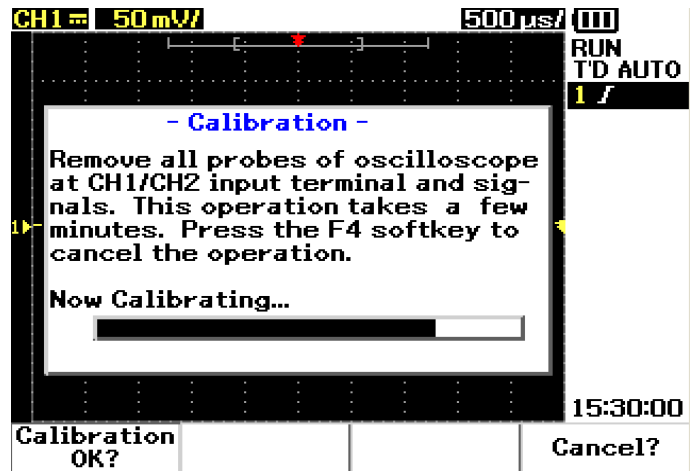 CH1 50mV/ 500μs/
RUN
T'D AUTO
1
- Calibration -
Remove all probes of oscilloscope
at CH1/CH2 input terminal and sig-
nals. This operation takes a few
1 minutes. Press the F4 softkey to
cancel the operation.
Now Calibrating...
15:30:00
Calibration
OK?
Cancel?